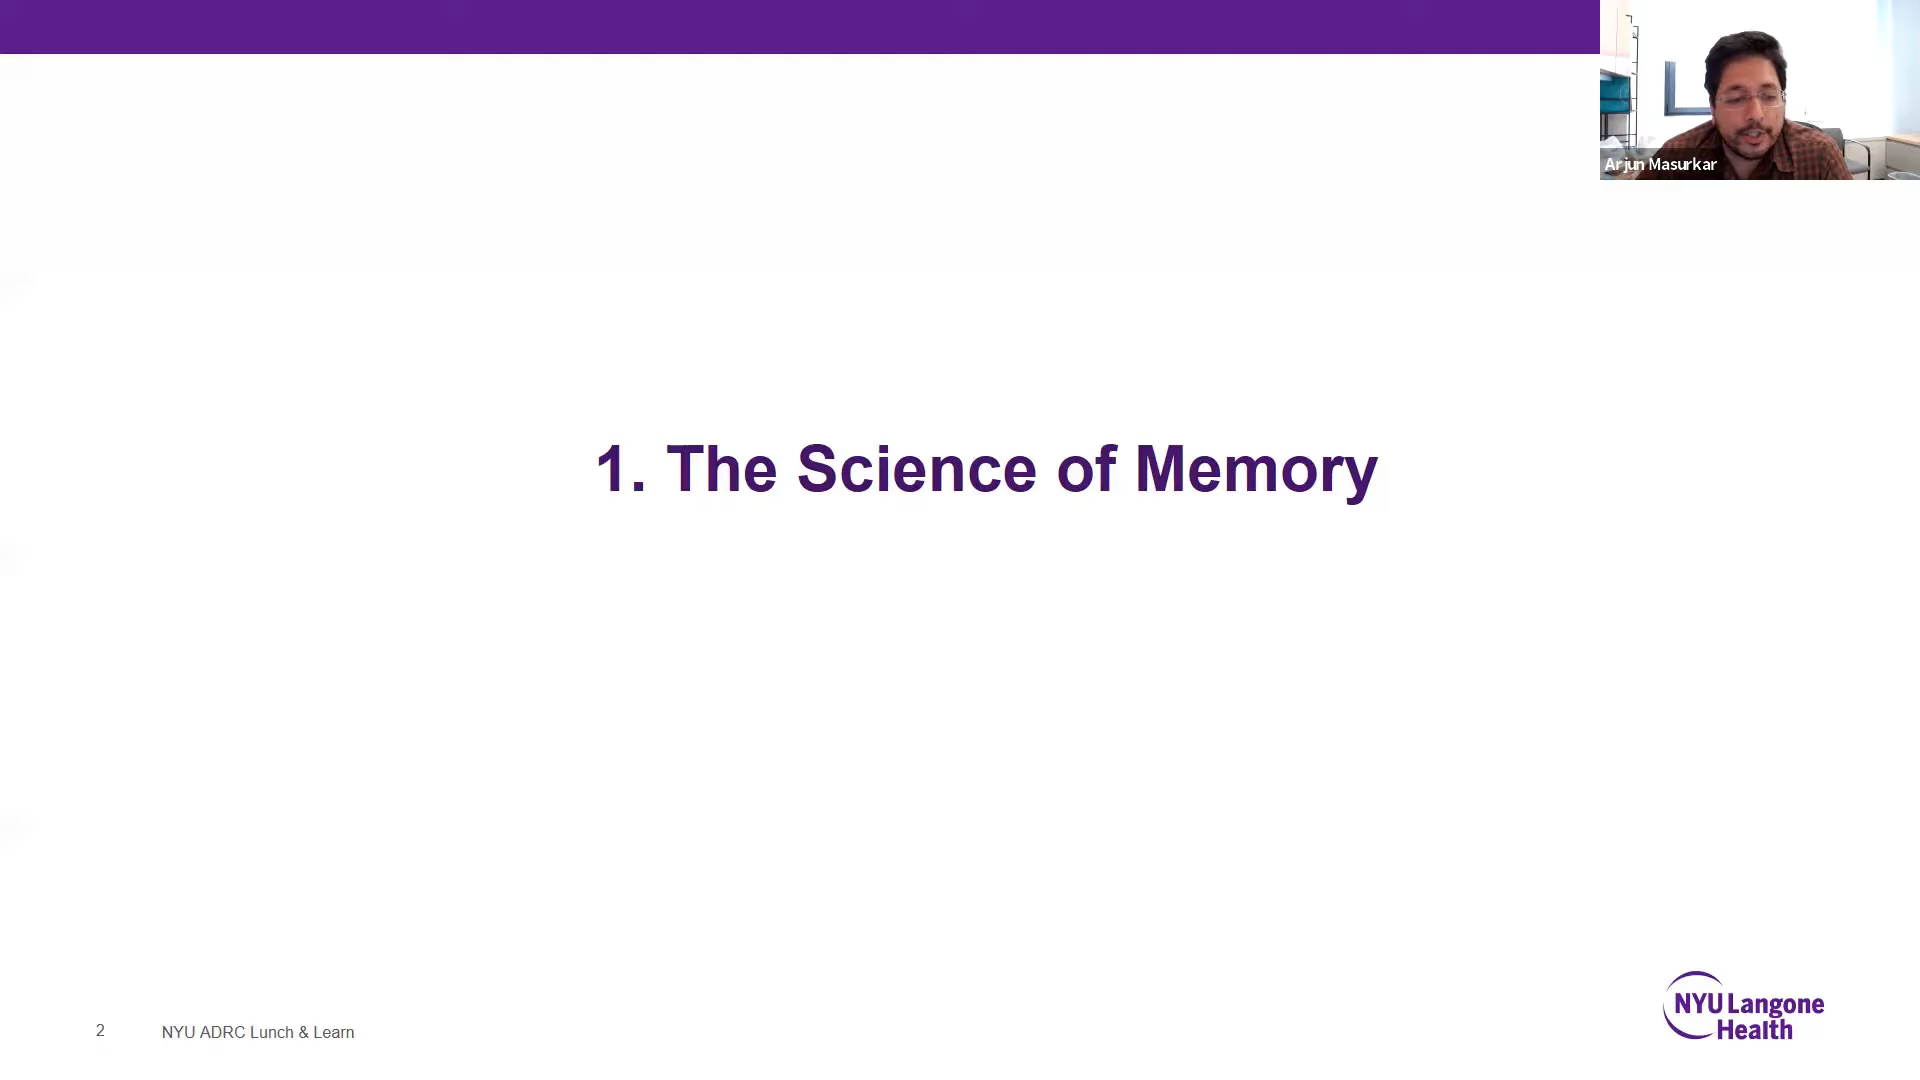 Arjun Masurkar
1. The Science of Memory
2
NYU ADRC Lunch & Learn
NYU Langone
Health